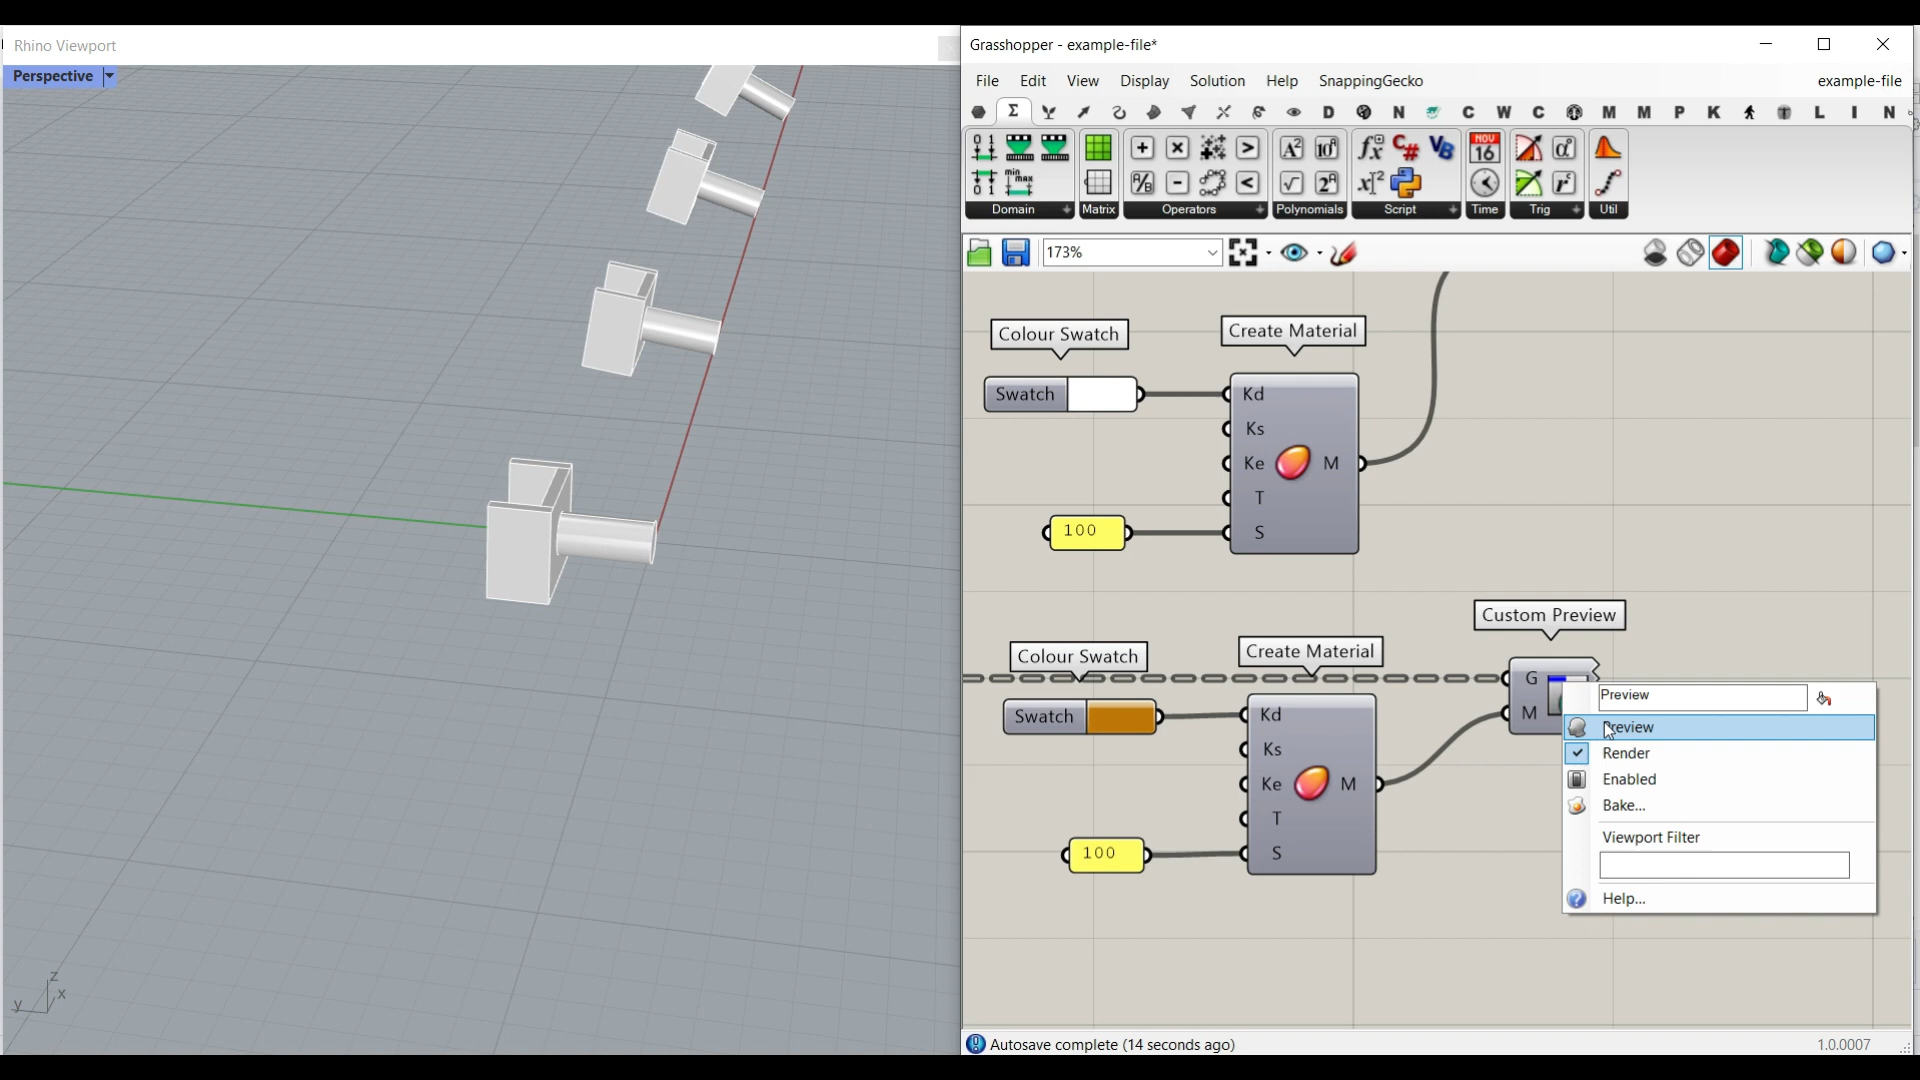 Rhino Viewport
Perspective
Grasshopper - example-file*
File Edit View Display Solution Help SnappingGecko example-file
Σ D N C W C M M P K L I N
Domain Matrix Operators Polynomials Script Time Trig Util
173%
Colour Swatch
Create Material
Swatch
Kd
Ks
Ke M
T
100
S
Custom Preview
Colour Swatch
Create Material
G
Swatch
Kd
M
Ks
Ke M
T
100
S
Preview
Preview
Render
Enabled
Bake...
Viewport Filter
Help...
z
y x
Autosave complete (14 seconds ago)
1.0.0007